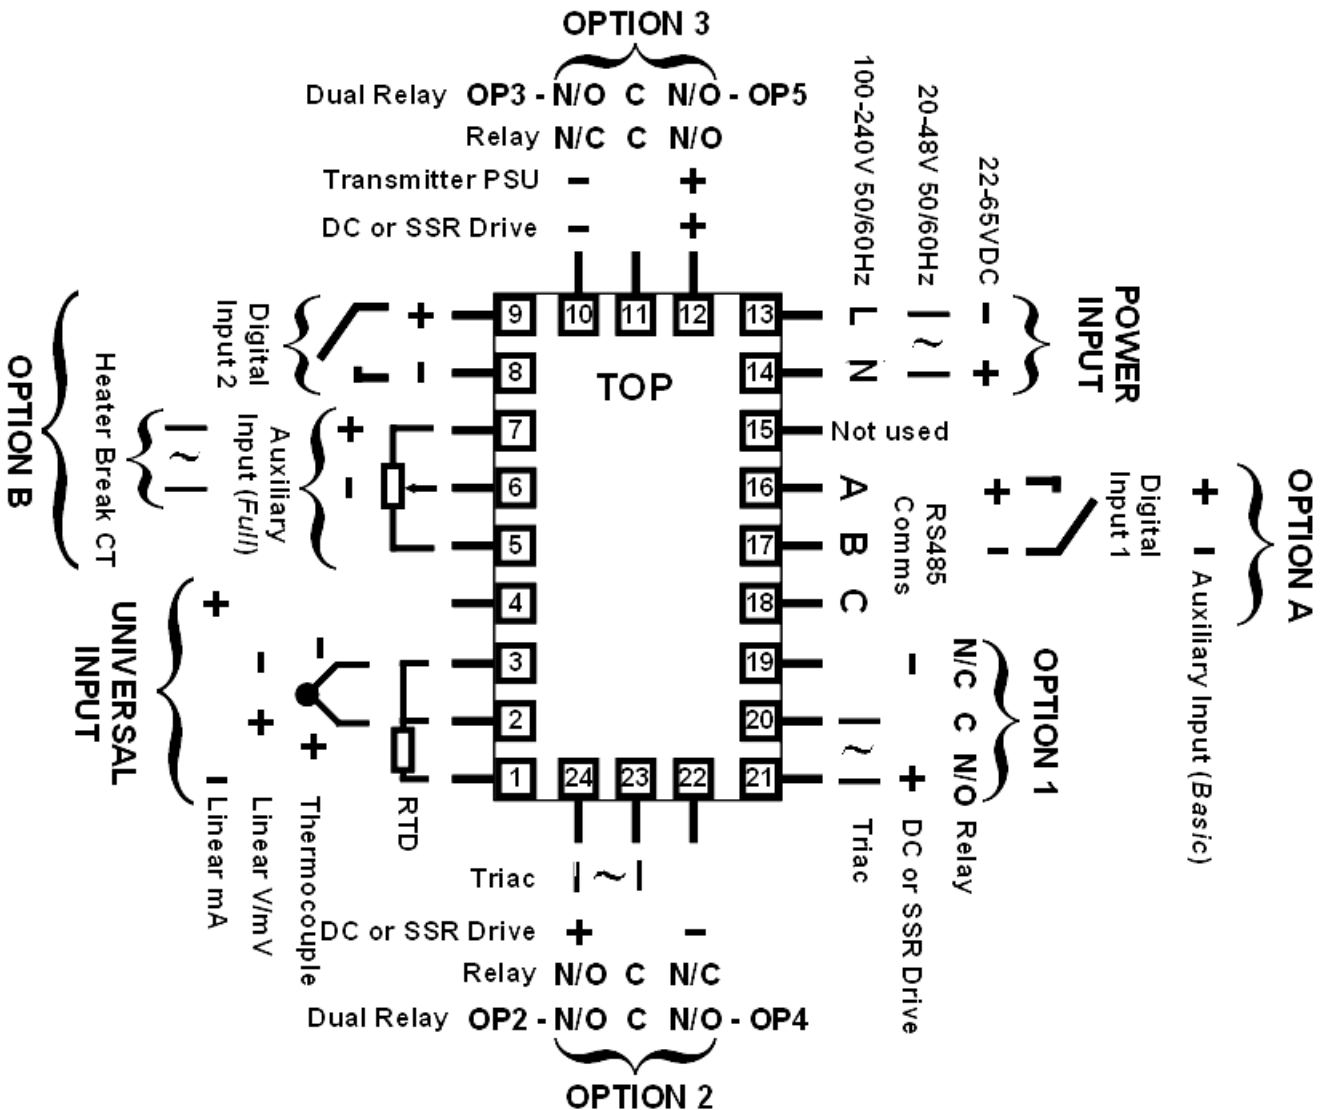 OPTION 3
Dual Relay OP3 - N/O C N/O - OP5
Relay N/C C N/O
Transmitter PSU - +
DC or SSR Drive - +
100-240V 50/60Hz
20-48V 50/60Hz
22-65VDC
L
N
~
- +
POWER
INPUT
9 10 11 12 13
8 14
7 15
6 16
5 17
4 18
3 19
2 20
1 24 23 22 21
TOP
Digital
Input 2
+ -
OPTION B
Heater Break CT
~
Auxiliary
Input (Full)
+ -
UNIVERSAL
INPUT
+ - Linear mA
- + Linear V/mV
- + Thermocouple
RTD
Not used
A
B
C
RS485
Comms
+ -
Digital
Input 1
+ - Auxiliary Input (Basic)
OPTION A
OPTION 1
N/C C N/O Relay
- + DC or SSR Drive
~ Triac
Triac ~
DC or SSR Drive + -
Relay N/O C N/C
Dual Relay OP2 - N/O C N/O - OP4
OPTION 2